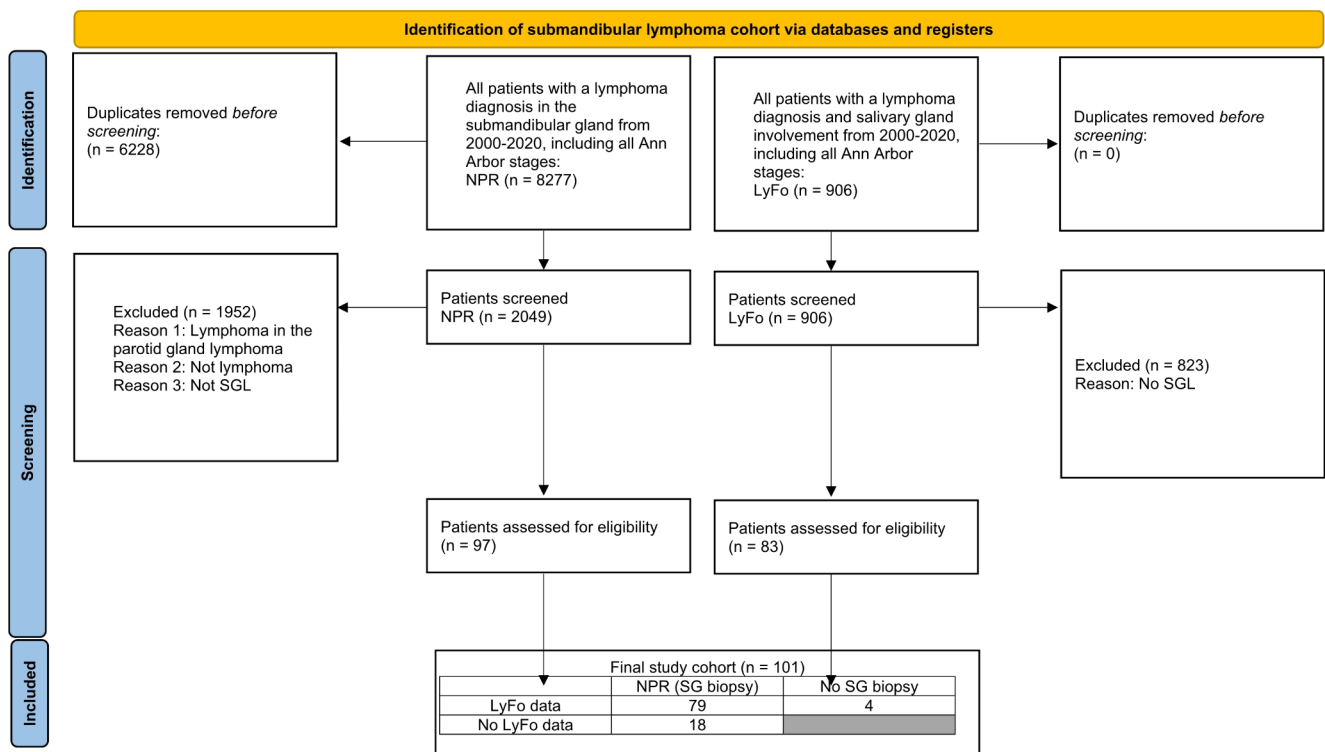 Identification of submandibular lymphoma cohort via databases and registers
Identification
Duplicates removed before
screening:
(n = 6228)
All patients with a lymphoma
diagnosis in the
submandibular gland from
2000-2020, including all Ann
Arbor stages:
NPR (n = 8277)
All patients with a lymphoma
diagnosis and salivary gland
involvement from 2000-2020,
including all Ann Arbor
stages:
LyFo (n = 906)
Duplicates removed before
screening:
(n = 0)
Screening
Excluded (n = 1952)
Reason 1: Lymphoma in the
parotid gland lymphoma
Reason 2: Not lymphoma
Reason 3: Not SGL
Patients screened
NPR (n = 2049)
Patients screened
LyFo (n = 906)
Excluded (n = 823)
Reason: No SGL
Patients assessed for eligibility
(n = 97)
Patients assessed for eligibility
(n = 83)
Included
Final study cohort (n = 101)
NPR (SG biopsy) No SG biopsy
LyFo data 79 4
No LyFo data 18